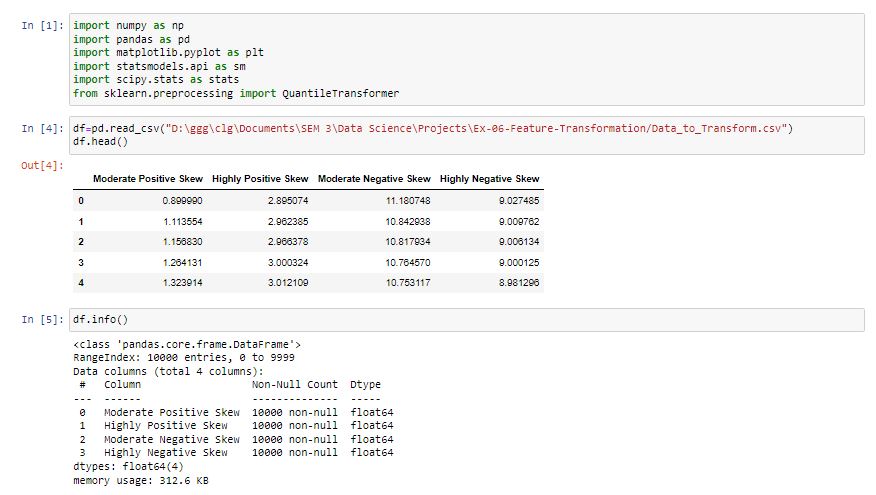 In [1]: import numpy as np
import pandas as pd
import matplotlib.pyplot as plt
import statsmodels.api as sm
import scipy.stats as stats
from sklearn.preprocessing import QuantileTransformer
In [4]: df=pd.read_csv("D:\ggg\clg\Documents\SEM 3\Data Science\Projects\Ex-06-Feature-Transformation/Data_to_Transform.csv")
df.head()
Out[4]:
Moderate Positive Skew Highly Positive Skew Moderate Negative Skew Highly Negative Skew
0 0.899990 2.895074 11.180748 9.027485
1 1.113554 2.962385 10.842938 9.009762
2 1.156830 2.966378 10.817934 9.006134
3 1.264131 3.000324 10.764570 9.000125
4 1.323914 3.012109 10.753117 8.981296
In [5]: df.info()
<class 'pandas.core.frame.DataFrame'>
RangeIndex: 10000 entries, 0 to 9999
Data columns (total 4 columns):
# Column Non-Null Count Dtype
--- ------ -------------- -----
0 Moderate Positive Skew 10000 non-null float64
1 Highly Positive Skew 10000 non-null float64
2 Moderate Negative Skew 10000 non-null float64
3 Highly Negative Skew 10000 non-null float64
dtypes: float64(4)
memory usage: 312.6 KB